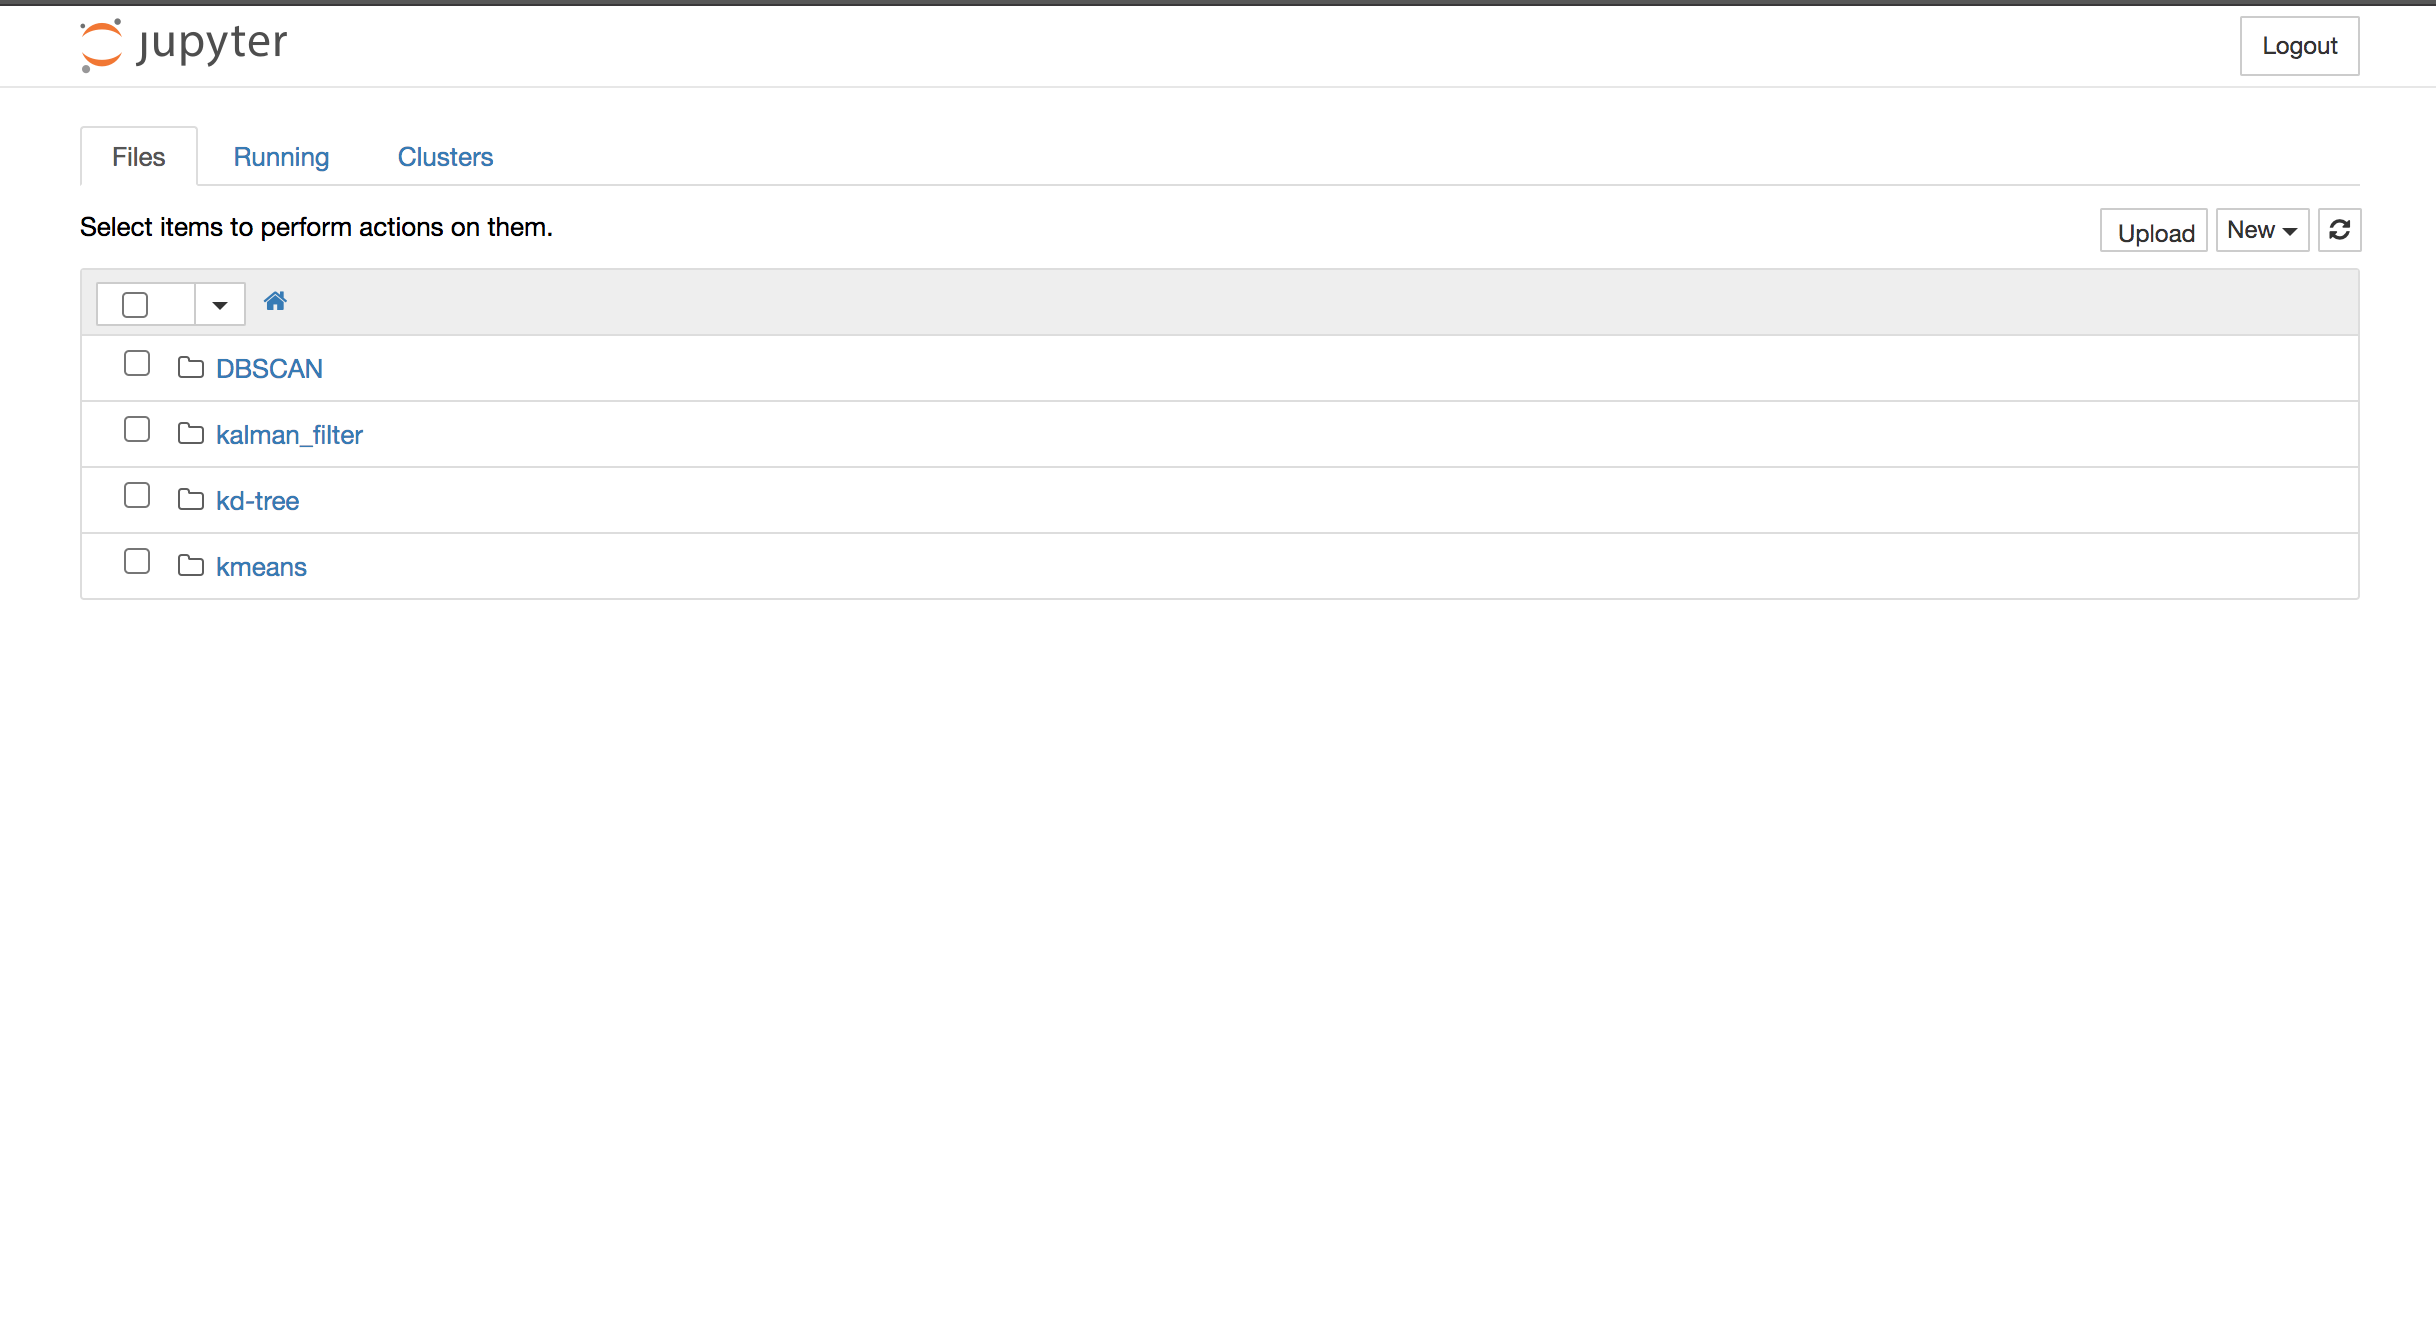 jupyter
Logout
Files Running Clusters
Select items to perform actions on them.
Upload New
DBSCAN
kalman_filter
kd-tree
kmeans